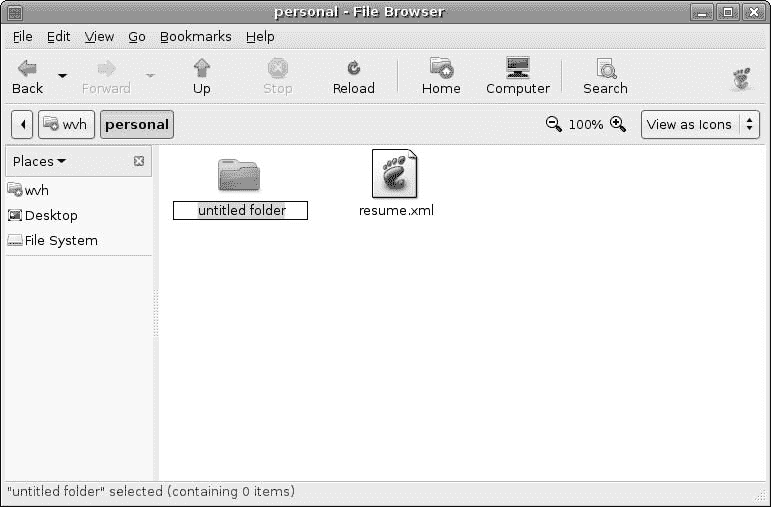 personal - File Browser
File Edit View Go Bookmarks Help
Back Forward Up Stop Reload Home Computer Search
wvh personal 100% View as Icons
Places
wvh
Desktop
File System
untitled folder resume.xml
"untitled folder" selected (containing 0 items)